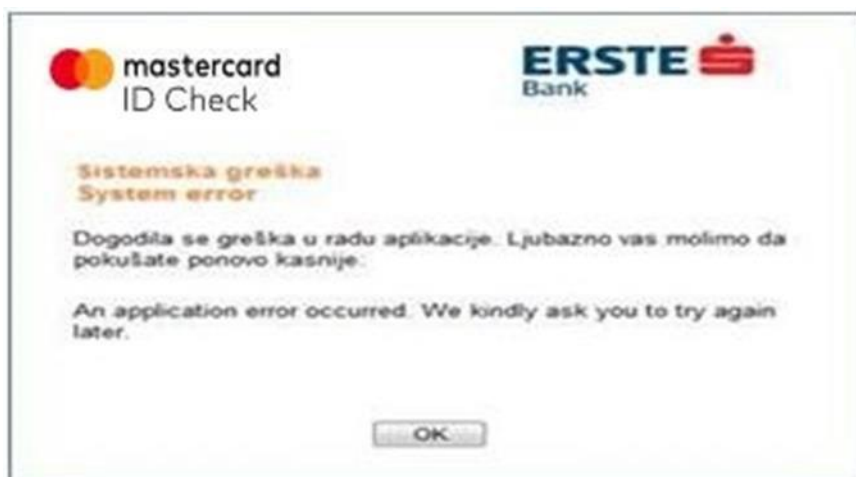 mastercard
ID Check
ERSTE
Bank
Sistemska greška
System error
Dogodila se greška u radu aplikacije. Ljubazno vas molimo da
pokušate ponovo kasnije.
An application error occurred. We kindly ask you to try again
later.
OK